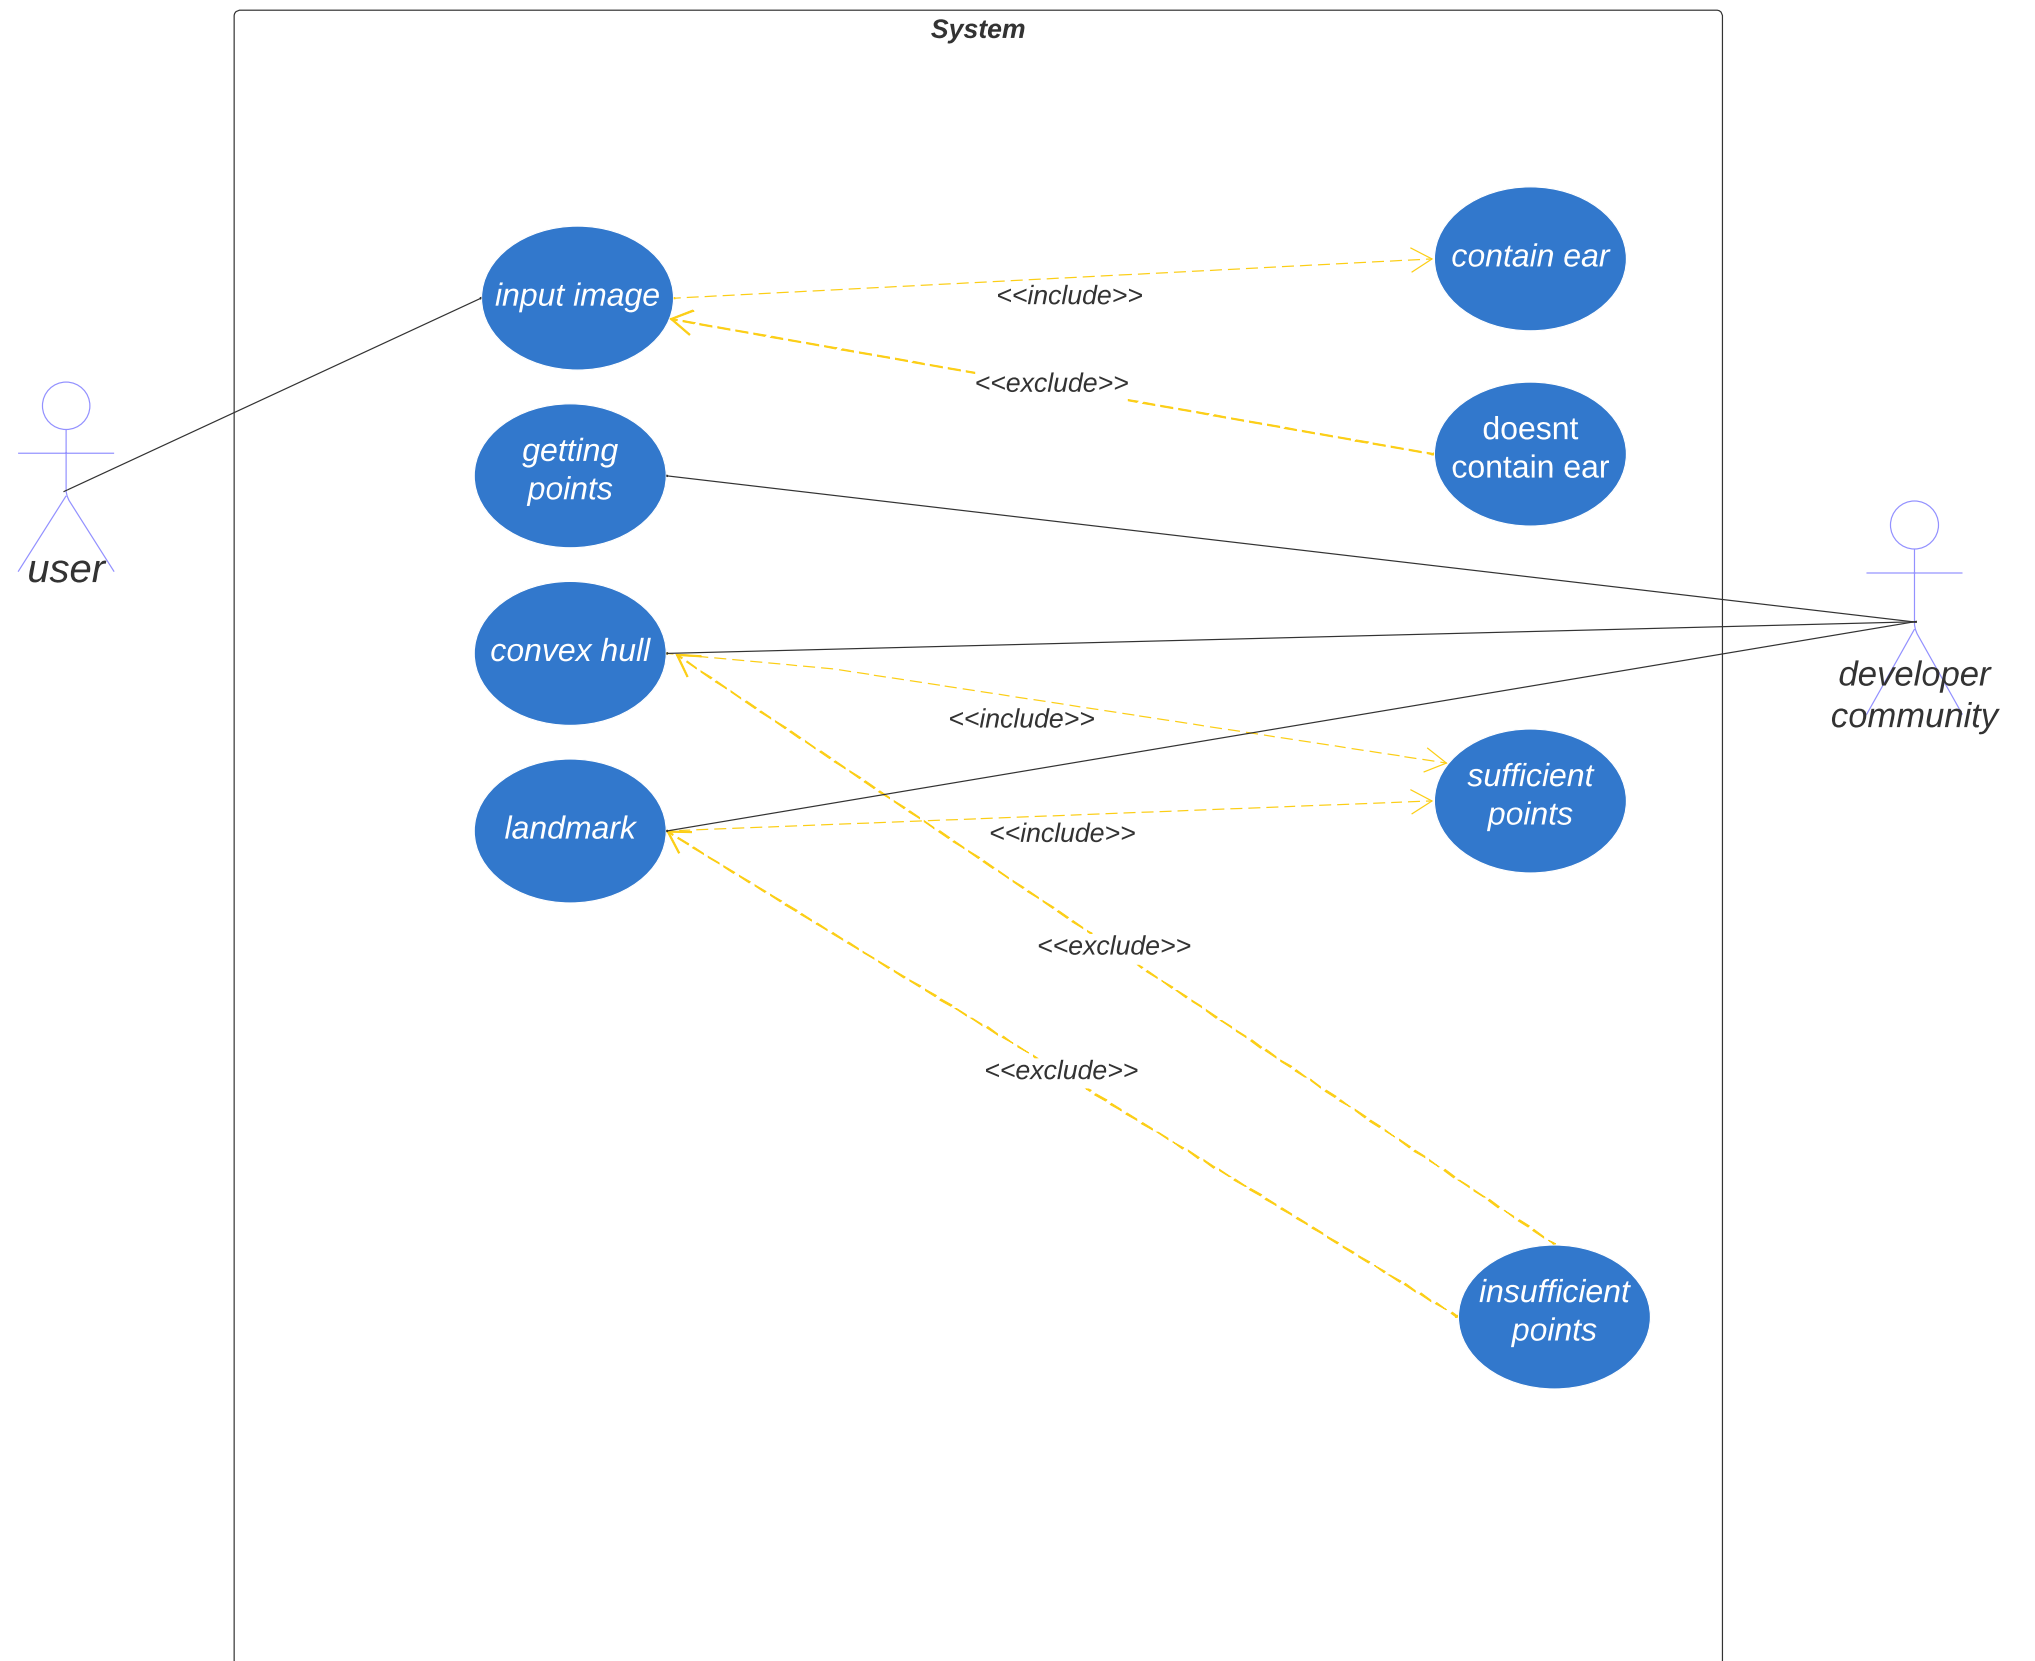 System
input image
contain ear
<<include>>
<<exclude>>
doesnt
contain ear
getting
points
user
convex hull
developer
community
<<include>>
sufficient
points
landmark
<<include>>
<<exclude>>
<<exclude>>
insufficient
points